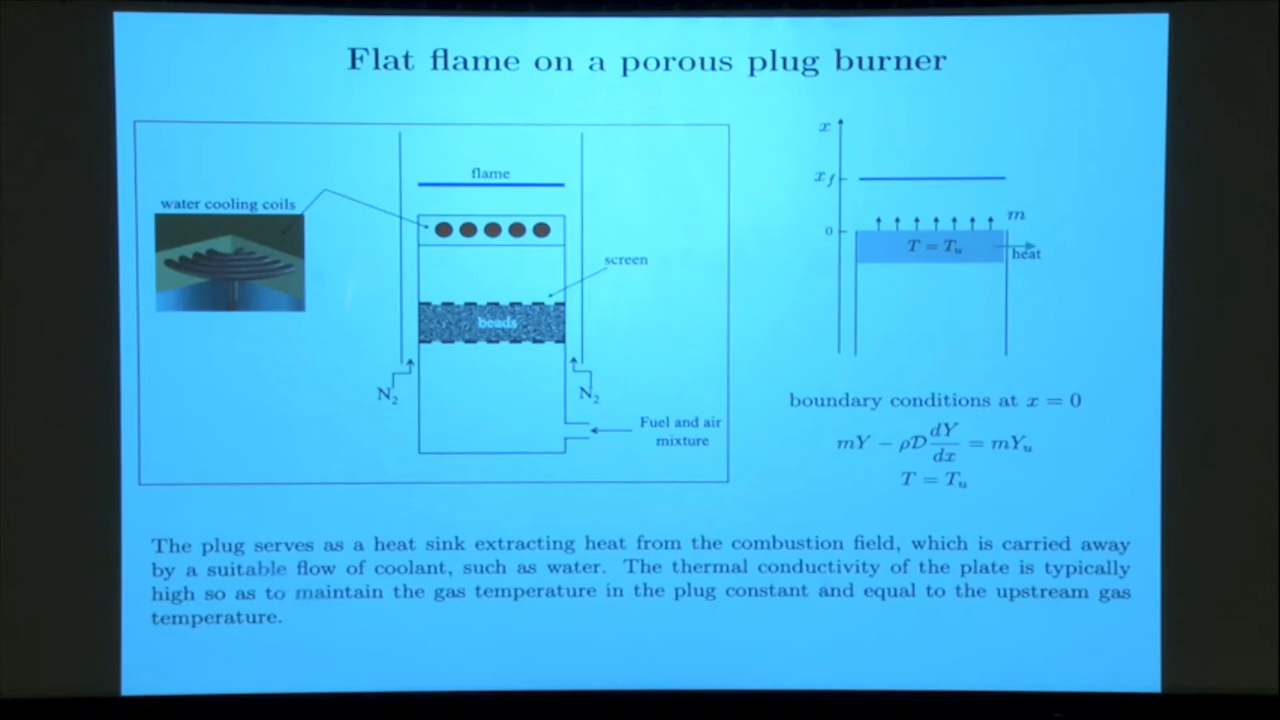 Flat flame on a porous plug burner
flame
water cooling coils
screen
beads
N₂
N₂
Fuel and air
mixture
x
x_f
m
0
T = T_u
heat
boundary conditions at x = 0
mY − ρD dY/dx = mY_u
T = T_u
The plug serves as a heat sink extracting heat from the combustion field, which is carried away
by a suitable flow of coolant, such as water. The thermal conductivity of the plate is typically
high so as to maintain the gas temperature in the plug constant and equal to the upstream gas
temperature.